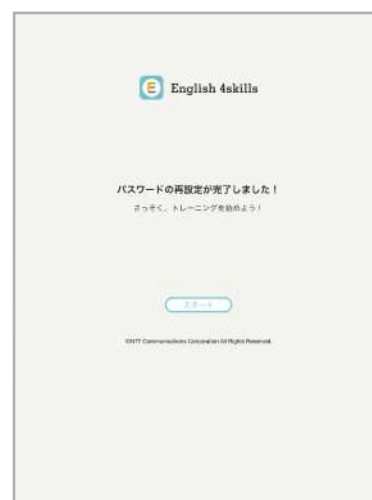 E English 4skills
パスワードの再設定が完了しました！
さっそく、トレーニングを始めよう！
スタート
©NTT Communications Corporation All Rights Reserved.